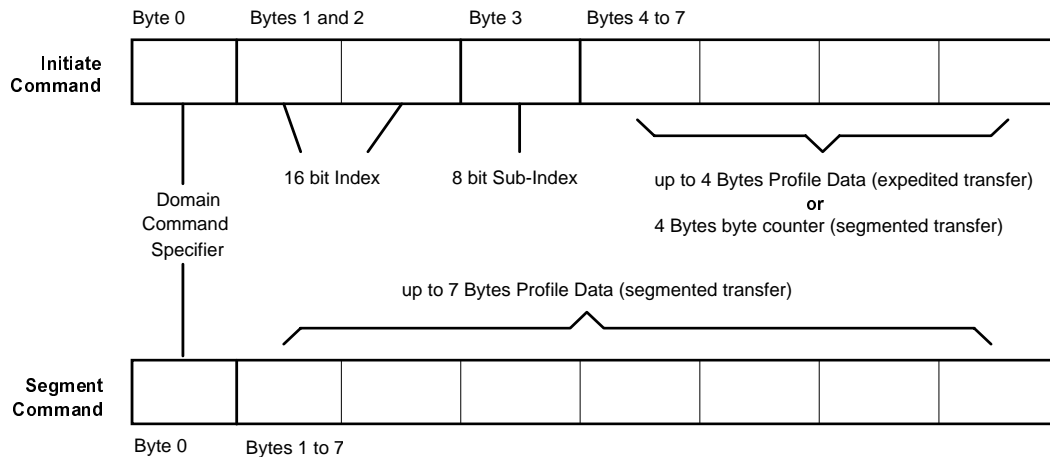 Byte 0 Bytes 1 and 2 Byte 3 Bytes 4 to 7
Initiate
Command
16 bit Index 8 bit Sub-Index
up to 4 Bytes Profile Data (expedited transfer)
or
4 Bytes byte counter (segmented transfer)
Domain
Command
Specifier
up to 7 Bytes Profile Data (segmented transfer)
Segment
Command
Byte 0 Bytes 1 to 7